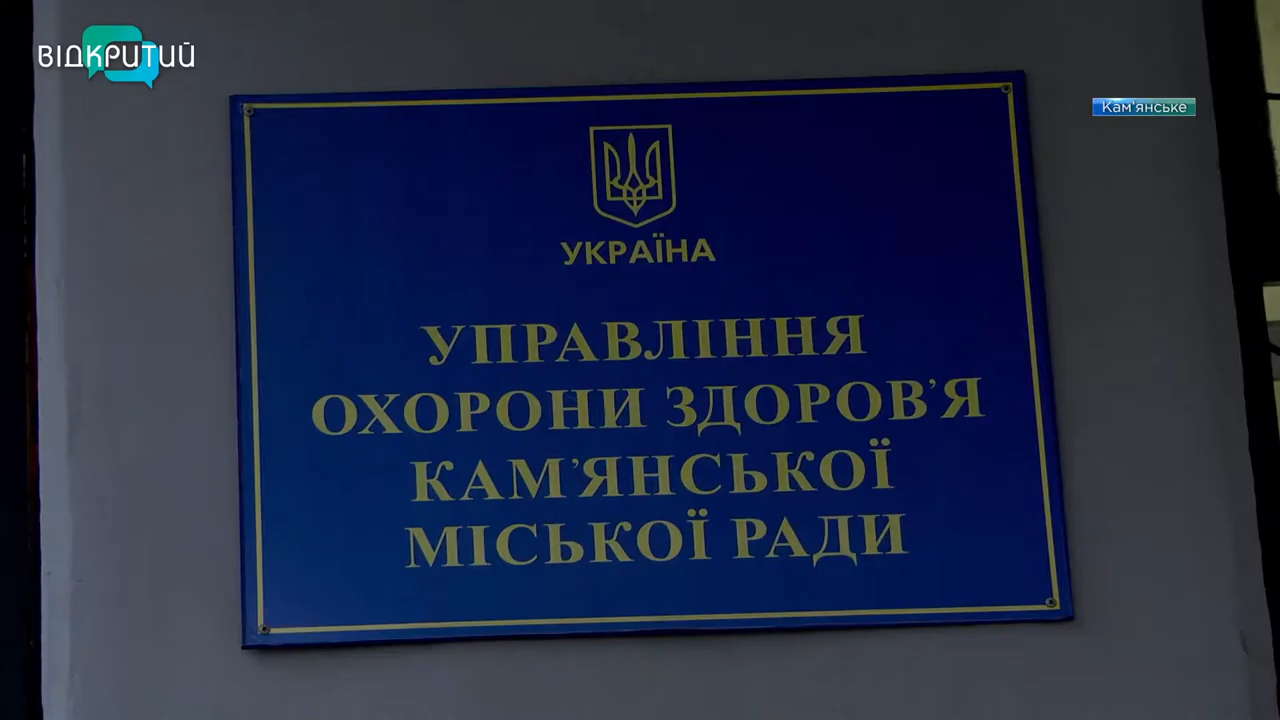 ВІДКРИТИЙ
Кам'янське
УКРАЇНА
УПРАВЛІННЯ
ОХОРОНИ ЗДОРОВ'Я
КАМ'ЯНСЬКОЇ
МІСЬКОЇ РАДИ